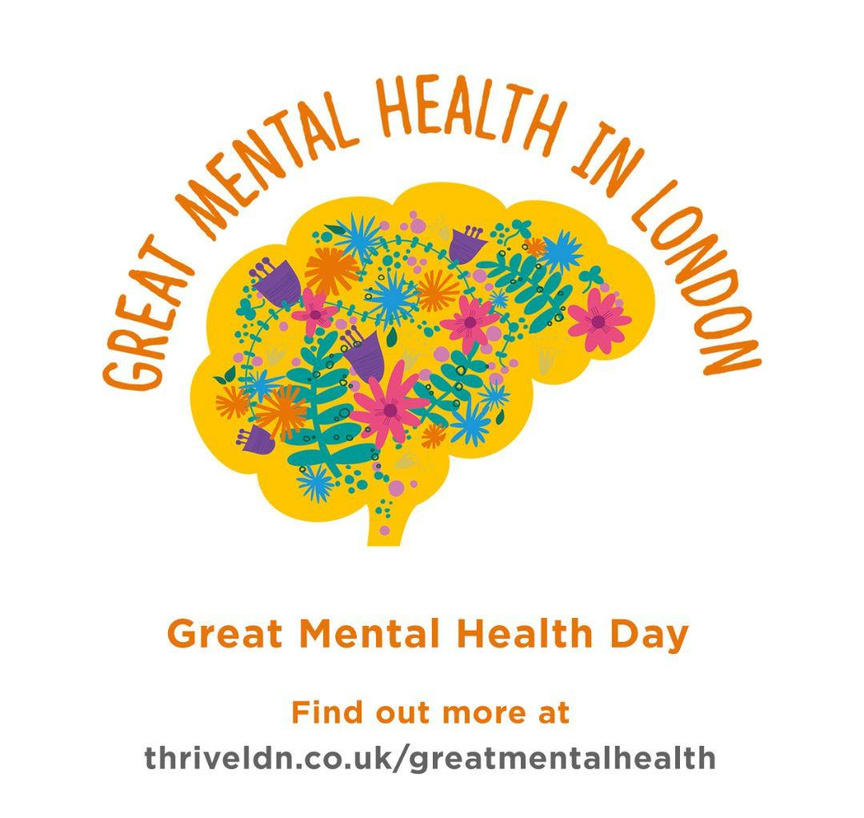 GREAT MENTAL HEALTH IN LONDON
Great Mental Health Day
Find out more at
thriveldn.co.uk/greatmentalhealth